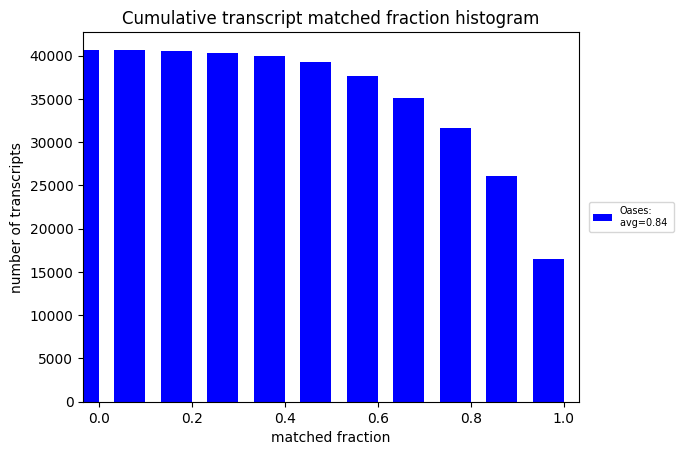 Cumulative transcript matched fraction histogram
number of transcripts
40000
35000
30000
25000
20000
15000
10000
5000
0
0.0 0.2 0.4 0.6 0.8 1.0
matched fraction
Oases:
avg=0.84